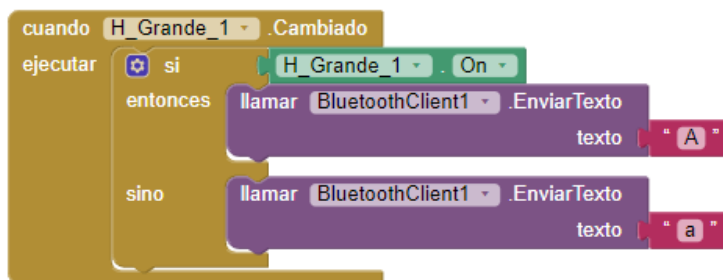 cuando H_Grande_1 .Cambiado
ejecutar si H_Grande_1 . On
entonces llamar BluetoothClient1 .EnviarTexto
texto " A "
sino llamar BluetoothClient1 .EnviarTexto
texto " a "